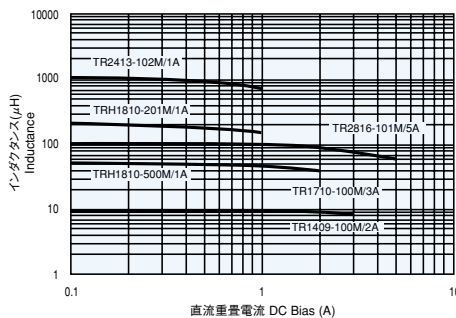 10000
TR2413-102M/1A
1000
TRH1810-201M/1A
TR2816-101M/5A
100
TRH1810-500M/1A
TR1710-100M/3A
10
TR1409-100M/2A
1
0.1
1
10
インダクタンス(μH)
Inductance
直流重畳電流 DC Bias (A)